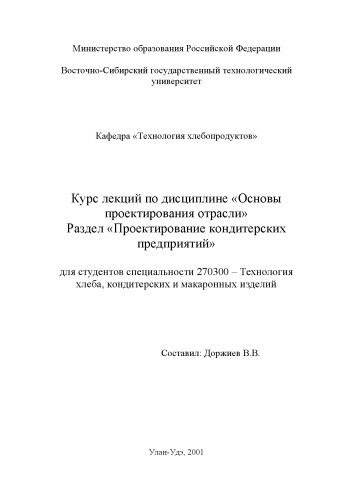 Министерство образования Российской Федерации
Восточно-Сибирский государственный технологический
университет
Кафедра «Технология хлебопродуктов»
Курс лекций по дисциплине «Основы
проектирования отрасли»
Раздел «Проектирование кондитерских
предприятий»
для студентов специальности 270300 – Технология
хлеба, кондитерских и макаронных изделий
Составил: Доржиев В.В.
Улан-Удэ, 2001